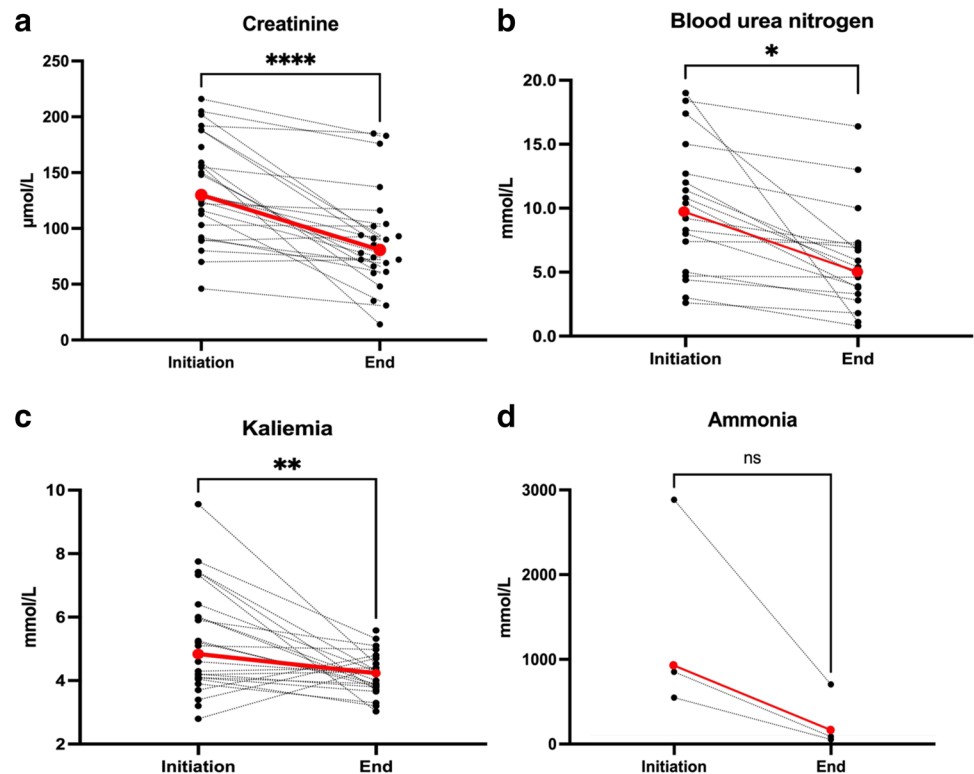 a
Creatinine
****
250
200
150
100
50
0
µmol/L
Initiation End
b
Blood urea nitrogen
*
20.0
15.0
10.0
5.0
0.0
mmol/L
Initiation End
c
Kaliemia
**
10
8
6
4
2
mmol/L
Initiation End
d
Ammonia
ns
3000
2000
1000
0
mmol/L
Initiation End